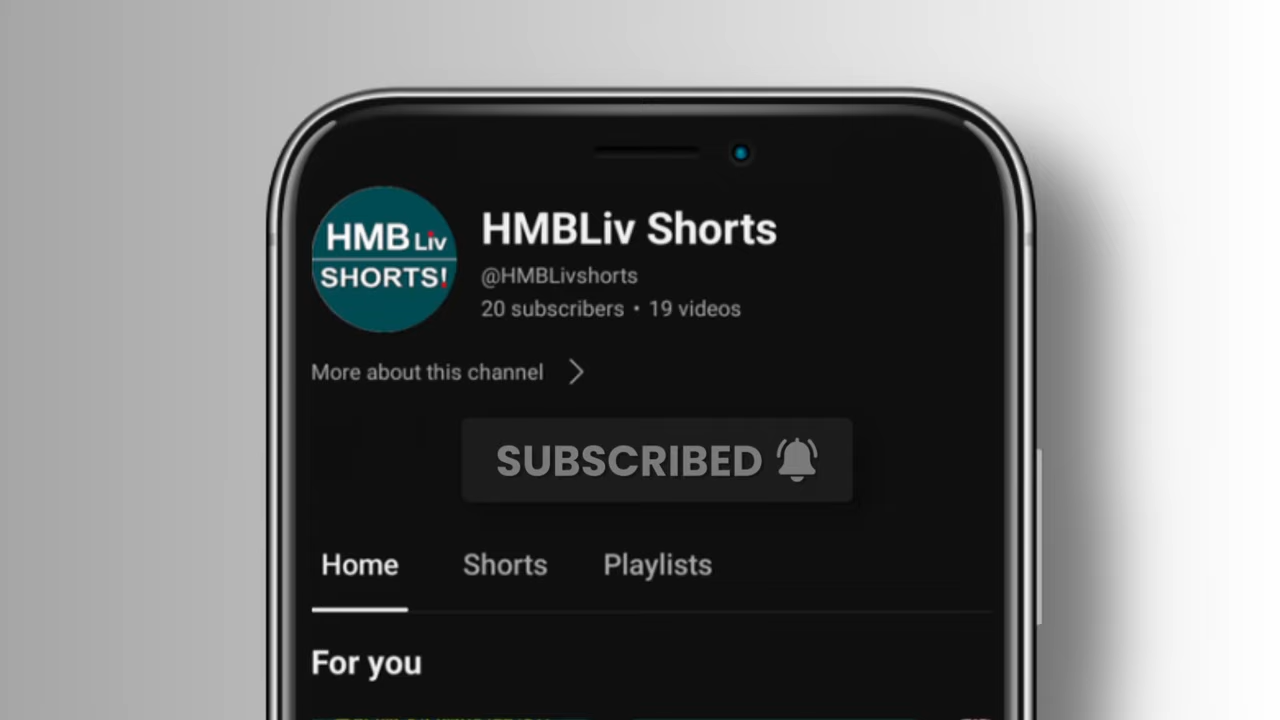 HMB Liv
SHORTS!
HMBLiv Shorts
@HMBLivshorts
20 subscribers • 19 videos
More about this channel
SUBSCRIBED
Home Shorts Playlists
For you